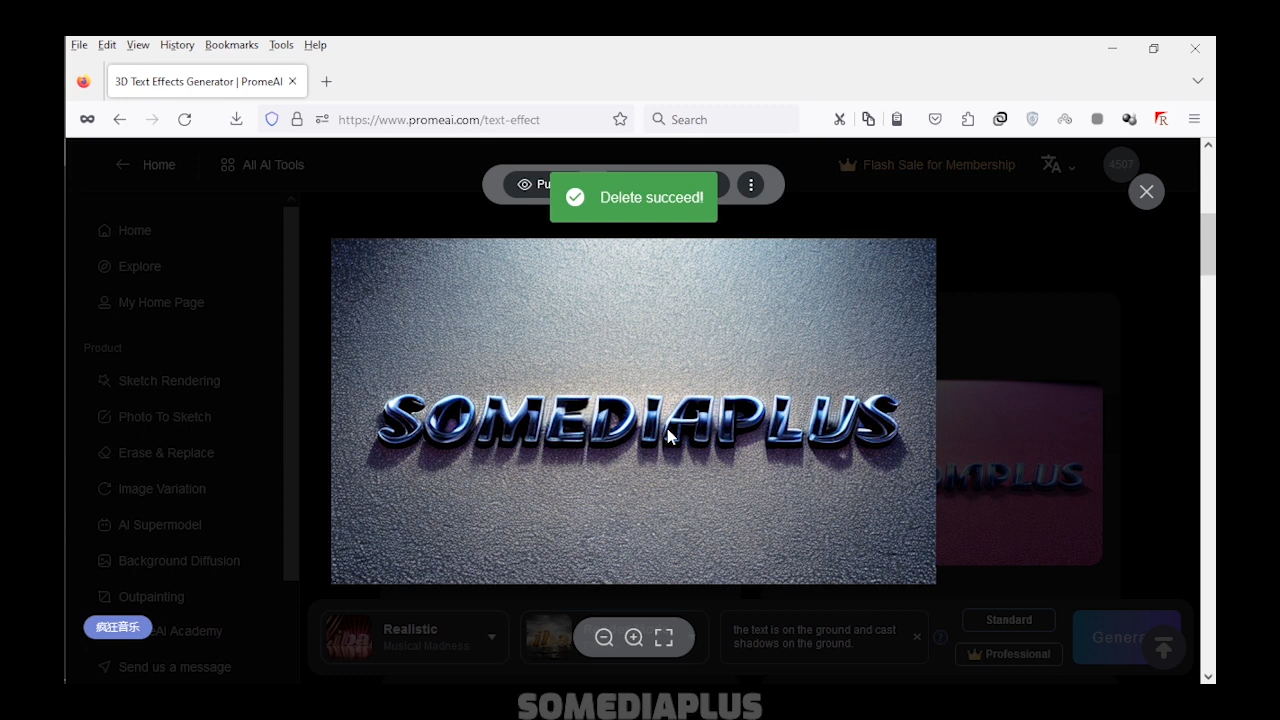 File Edit View History Bookmarks Tools Help
3D Text Effects Generator | PromeAI
https://www.promeai.com/text-effect
Search
Home
All AI Tools
Flash Sale for Membership
4507
Pu
Delete succeed!
Home
Explore
My Home Page
Product
Sketch Rendering
Photo To Sketch
Erase & Replace
Image Variation
AI Supermodel
Background Diffusion
Outpainting
eAI Academy
疯狂音乐
Send us a message
SOMEDIAPLUS
DIAPLUS
Realistic
Musical Madness
the text is on the ground and cast
shadows on the ground.
Standard
Professional
Genera
SOMEDIAPLUS